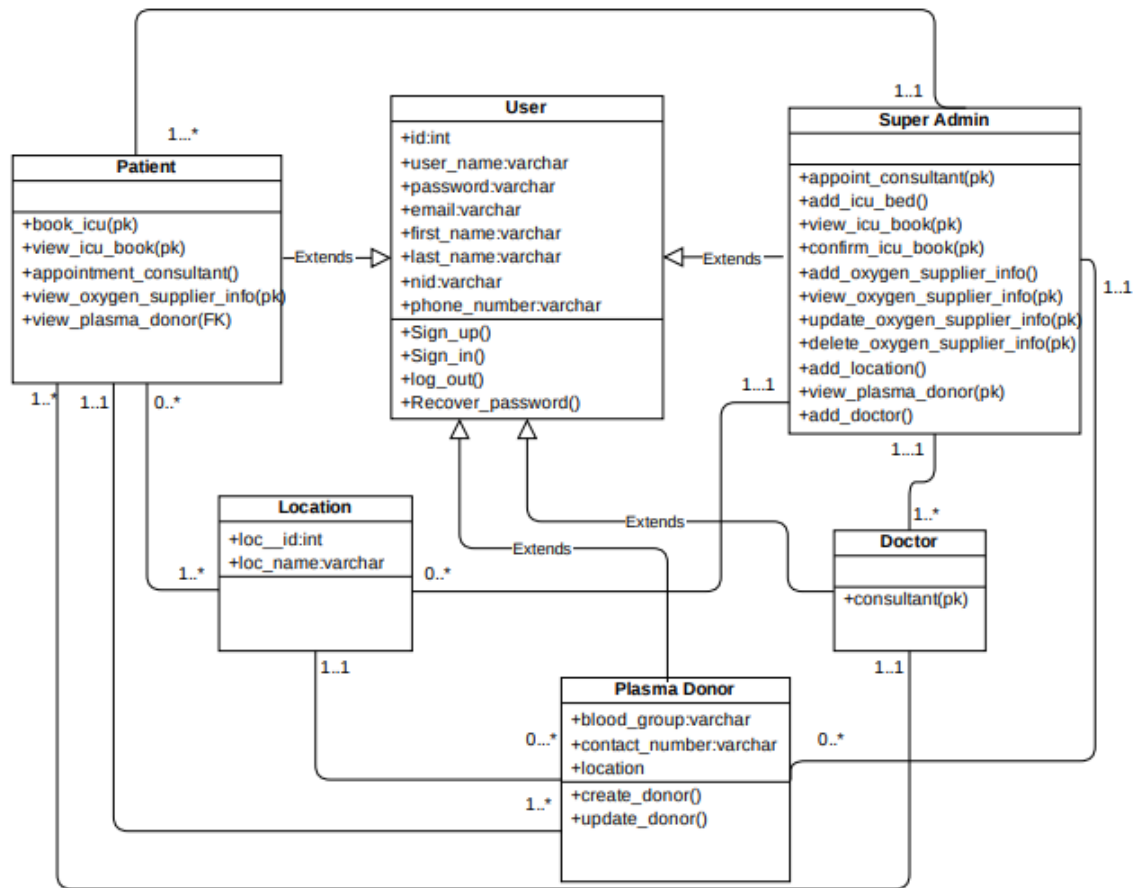 1..1
User
Super Admin
1...*
+id:int
+user_name:varchar
+password:varchar
+email:varchar
+first_name:varchar
+last_name:varchar
+nid:varchar
+phone_number:varchar
+Sign_up()
+Sign_in()
+log_out()
+Recover_password()
Patient
+book_icu(pk)
+view_icu_book(pk)
+appointment_consultant()
+view_oxygen_supplier_info(pk)
+view_plasma_donor(FK)
Extends
Extends
+appoint_consultant(pk)
+add_icu_bed()
+view_icu_book(pk)
+confirm_icu_book(pk)
+add_oxygen_supplier_info()
+view_oxygen_supplier_info(pk)
+update_oxygen_supplier_info(pk)
+delete_oxygen_supplier_info(pk)
+add_location()
+view_plasma_donor(pk)
+add_doctor()
1..1
1...1
1..*
1..1
0..*
1...1
1..*
Location
+loc__id:int
+loc_name:varchar
Extends
Extends
Doctor
+consultant(pk)
1..*
0..*
1..1
1..1
Plasma Donor
+blood_group:varchar
+contact_number:varchar
+location
+create_donor()
+update_donor()
0...*
0..*
1..*